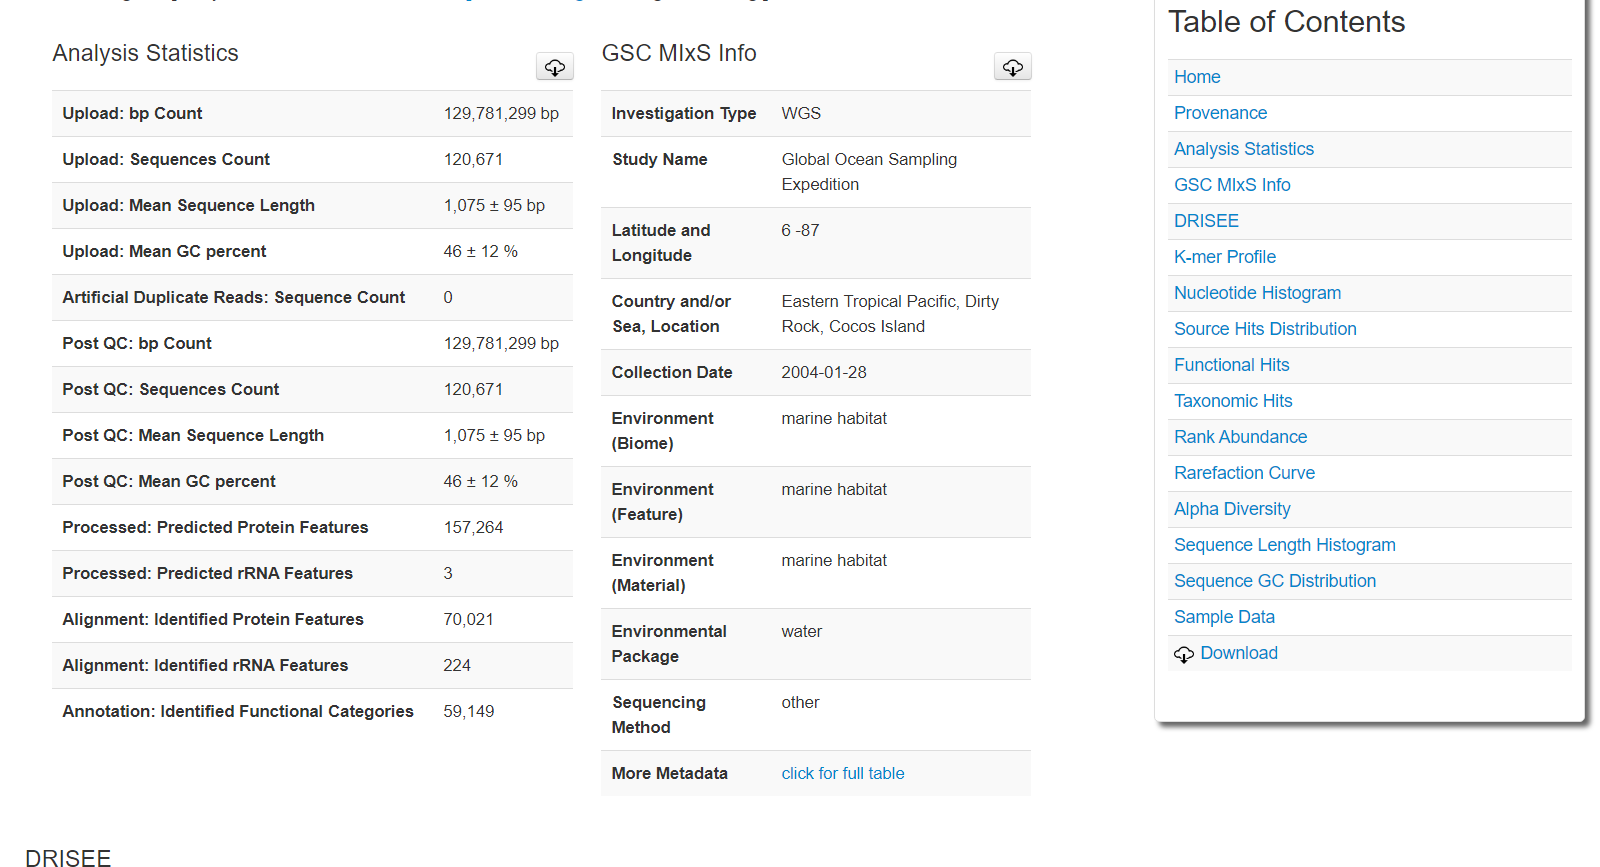 Analysis Statistics
Upload: bp Count 129,781,299 bp
Upload: Sequences Count 120,671
Upload: Mean Sequence Length 1,075 ± 95 bp
Upload: Mean GC percent 46 ± 12 %
Artificial Duplicate Reads: Sequence Count 0
Post QC: bp Count 129,781,299 bp
Post QC: Sequences Count 120,671
Post QC: Mean Sequence Length 1,075 ± 95 bp
Post QC: Mean GC percent 46 ± 12 %
Processed: Predicted Protein Features 157,264
Processed: Predicted rRNA Features 3
Alignment: Identified Protein Features 70,021
Alignment: Identified rRNA Features 224
Annotation: Identified Functional Categories 59,149
GSC MIxS Info
Investigation Type WGS
Study Name Global Ocean Sampling
Expedition
Latitude and 6 -87
Longitude
Country and/or Eastern Tropical Pacific, Dirty
Sea, Location Rock, Cocos Island
Collection Date 2004-01-28
Environment marine habitat
(Biome)
Environment marine habitat
(Feature)
Environment marine habitat
(Material)
Environmental water
Package
Sequencing other
Method
More Metadata click for full table
Table of Contents
Home
Provenance
Analysis Statistics
GSC MIxS Info
DRISEE
K-mer Profile
Nucleotide Histogram
Source Hits Distribution
Functional Hits
Taxonomic Hits
Rank Abundance
Rarefaction Curve
Alpha Diversity
Sequence Length Histogram
Sequence GC Distribution
Sample Data
Download
DRISEE